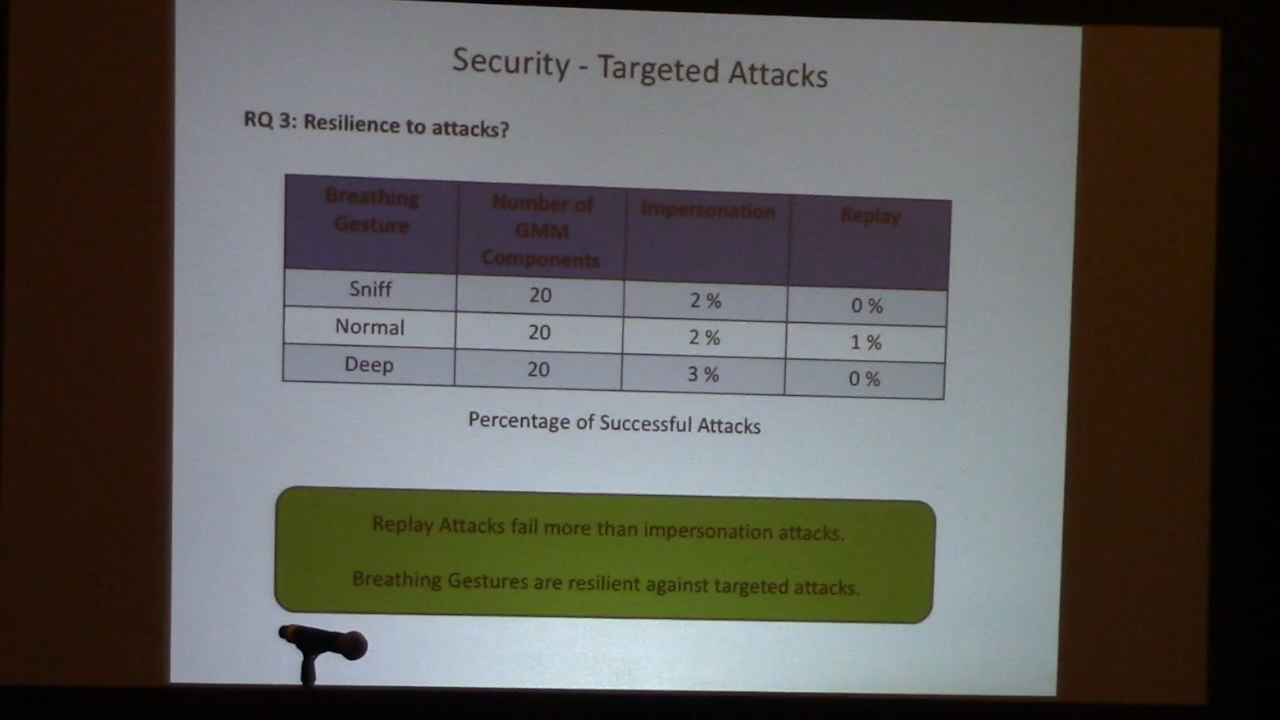 Security - Targeted Attacks
RQ 3: Resilience to attacks?
Breathing Gesture Number of GMM Components Impersonation Replay
Sniff 20 2 % 0 %
Normal 20 2 % 1 %
Deep 20 3 % 0 %
Percentage of Successful Attacks
Replay Attacks fail more than impersonation attacks.
Breathing Gestures are resilient against targeted attacks.